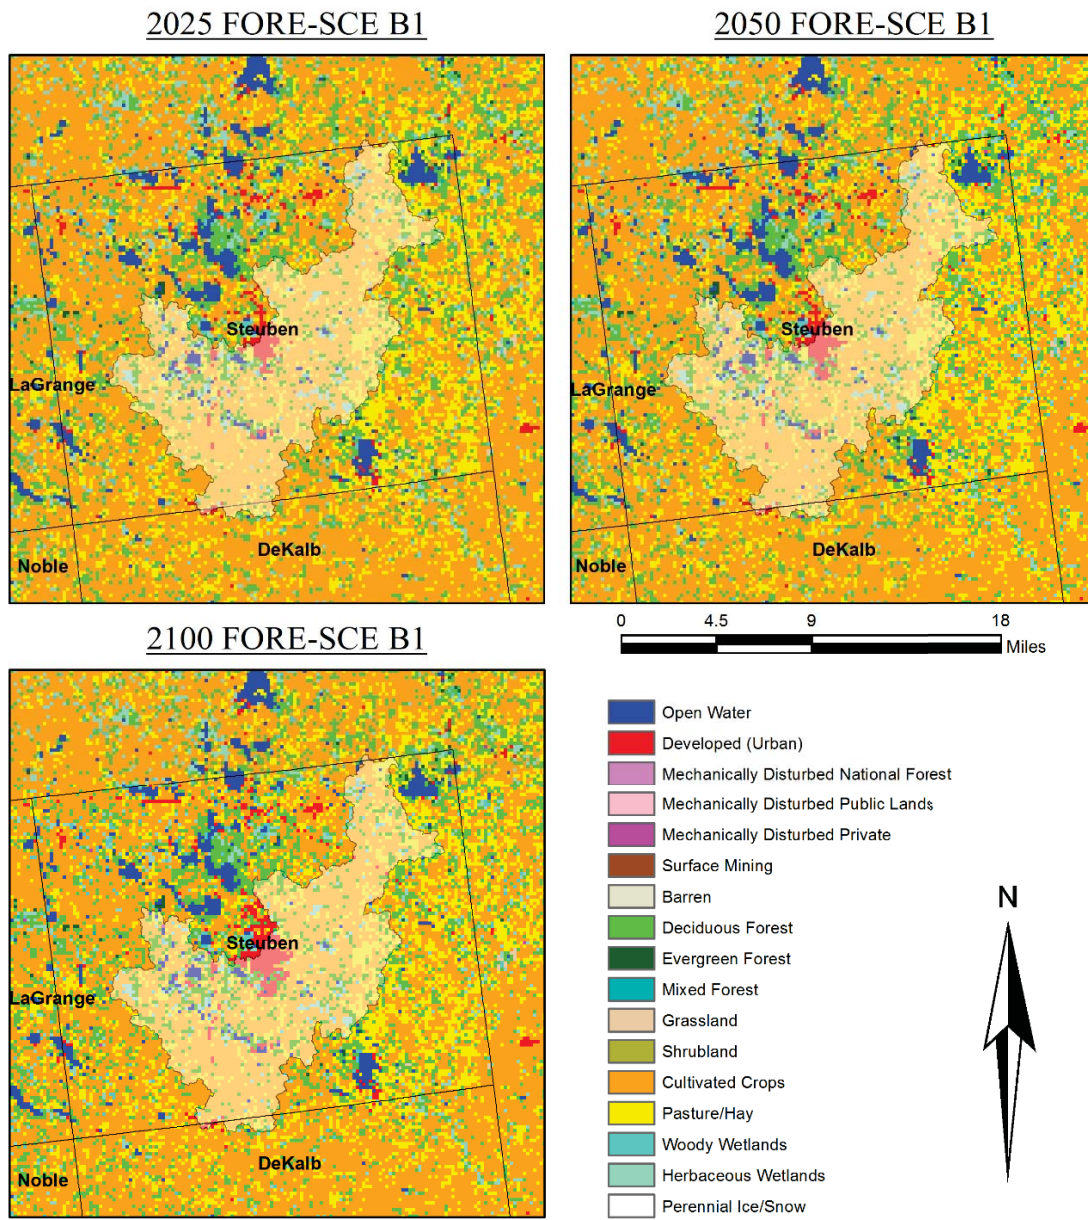 2025 FORE-SCE B1
2050 FORE-SCE B1
Steuben
LaGrange
DeKalb
Noble
Steuben
LaGrange
DeKalb
Noble
2100 FORE-SCE B1
0 4.5 9 18
Miles
Steuben
LaGrange
DeKalb
Noble
Open Water
Developed (Urban)
Mechanically Disturbed National Forest
Mechanically Disturbed Public Lands
Mechanically Disturbed Private
Surface Mining
Barren
Deciduous Forest
Evergreen Forest
Mixed Forest
Grassland
Shrubland
Cultivated Crops
Pasture/Hay
Woody Wetlands
Herbaceous Wetlands
Perennial Ice/Snow
N